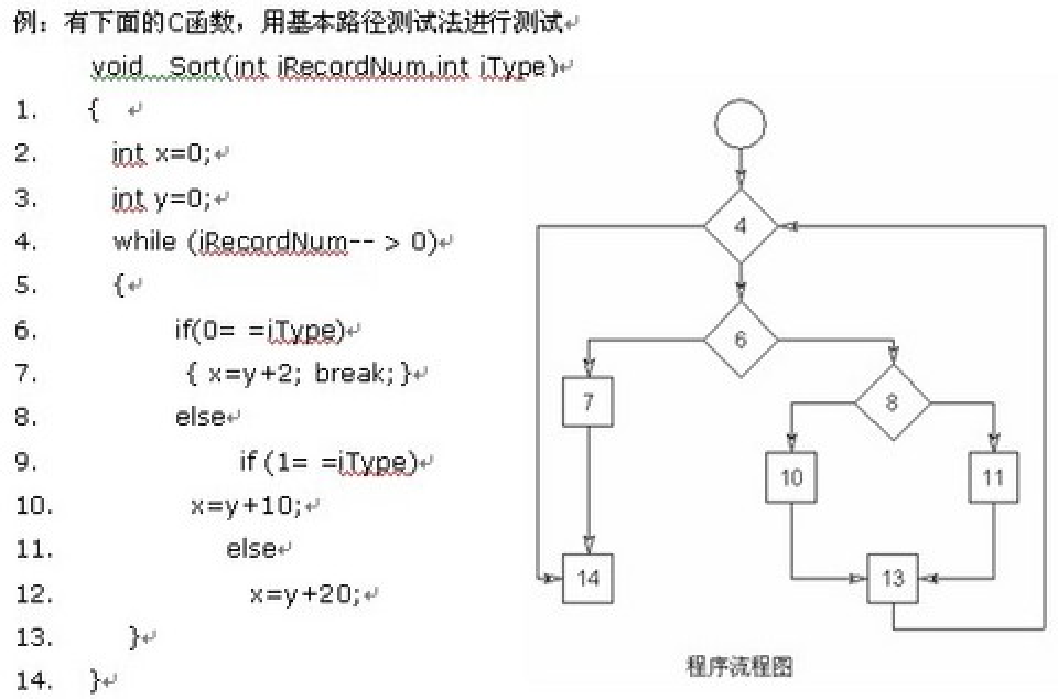 例：有下面的C函数，用基本路径测试法进行测试↵
void Sort(int iRecordNum,int iType)↵
1. { ↵
2. int x=0;↵
3. int y=0;↵
4. while (iRecordNum-- > 0)↵
5. {↵
6. if(0= =iType)↵
7. { x=y+2; break;}↵
8. else↵
9. if (1= =iType)↵
10. x=y+10;↵
11. else↵
12. x=y+20;↵
13. }↵
14. }↵
4
6
7
8
10
11
14
13
程序流程图